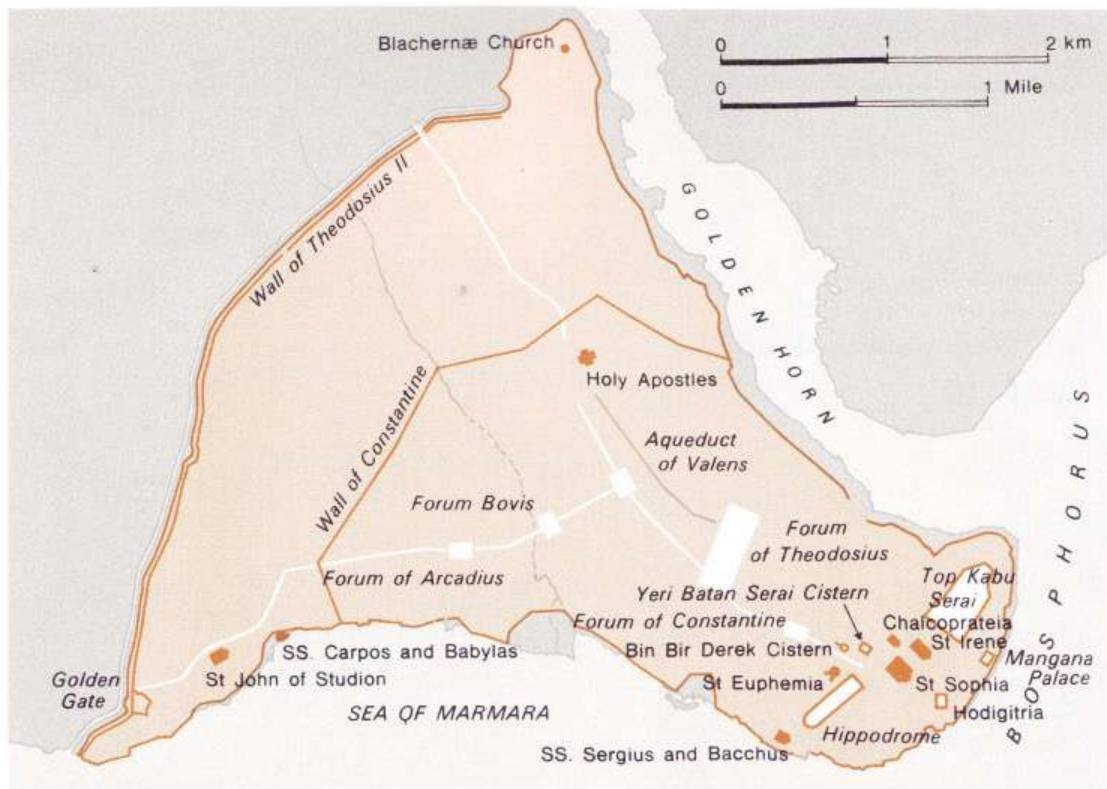 Blachernæ Church
0 1 2 km
0 1 Mile
Wall of Theodosius II
GOLDEN HORN
BOSPHORUS
Wall of Constantine
Holy Apostles
Aqueduct
of Valens
Forum Bovis
Forum
of Theodosius
Forum of Arcadius
Top Kabu
Serai
Yeri Batan Serai Cistern
Chalcoprateia
Forum of Constantine
St Irene
Bin Bir Derek Cistern
SS. Carpos and Babylas
Mangana
Palace
St John of Studion
St Euphemia
St Sophia
Golden
Gate
Hodigitria
SEA OF MARMARA
Hippodrome
SS. Sergius and Bacchus